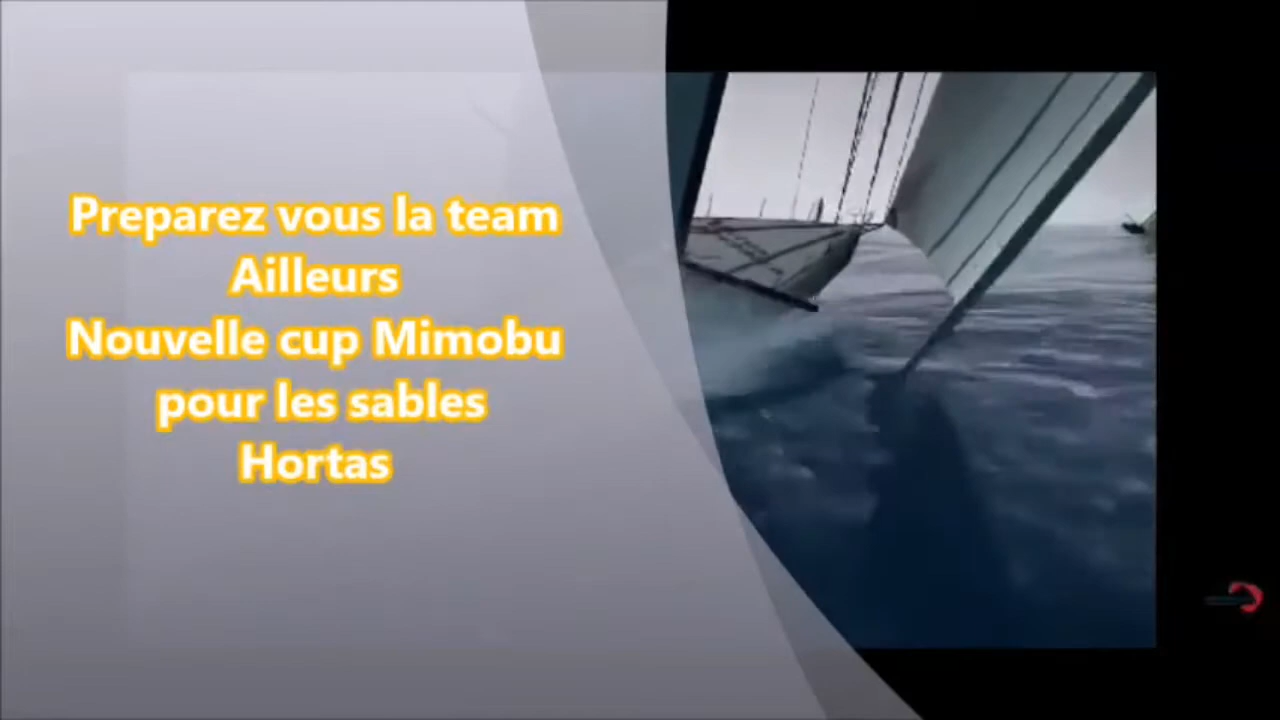 Preparez vous la team
Ailleurs
Nouvelle cup Mimobu
pour les sables
Hortas